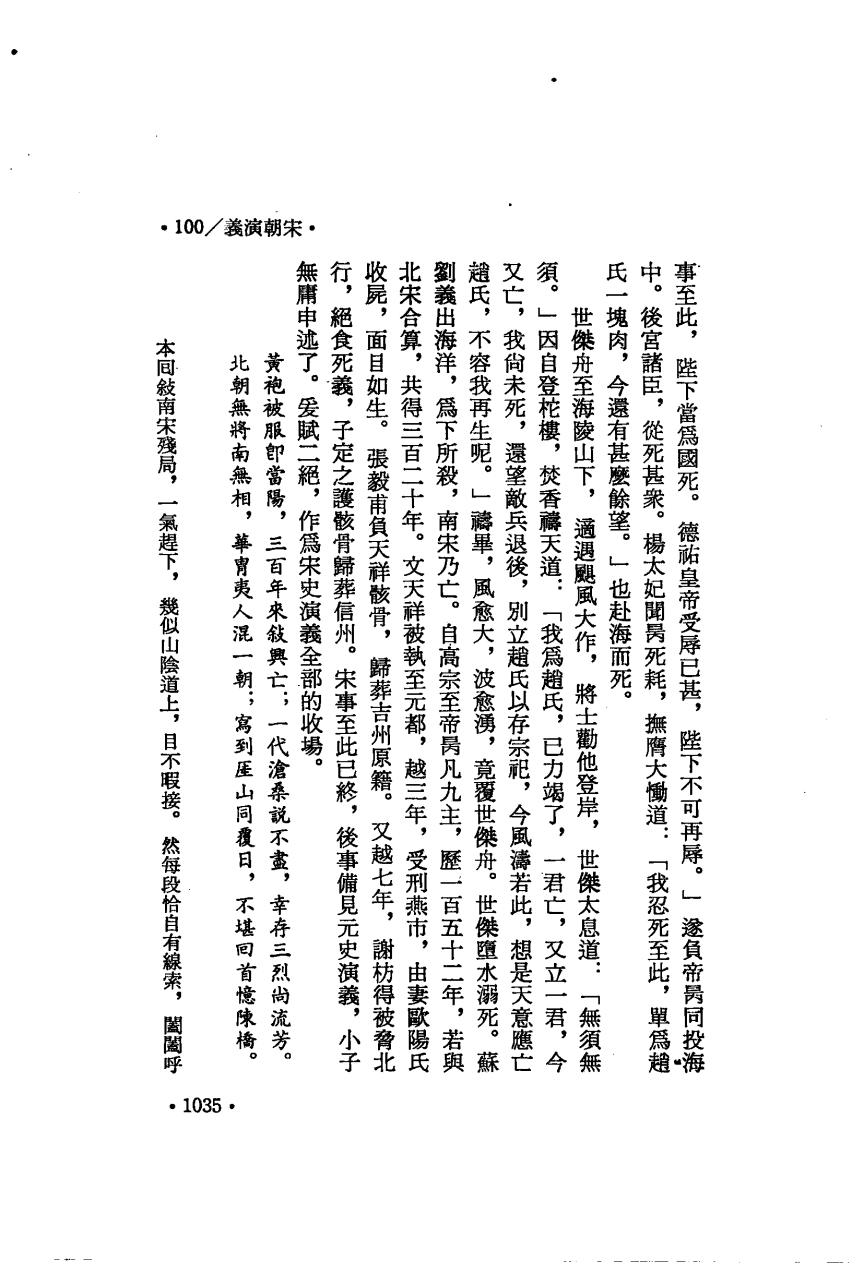 •100／義演朝宋•
事至此，陛下當爲國死。德祐皇帝受辱已甚，陛下不可再辱。」遂負帝昺同投海
中。後宮諸臣，從死甚衆。楊太妃聞昺死耗，撫膺大慟道：「我忍死至此，單爲趙
氏一塊肉，今還有甚麼餘望。」也赴海而死。
世傑舟至海陵山下，適遇颶風大作，將士勸他登岸，世傑太息道：「無須無
須。」因自登柁樓，焚香禱天道：「我爲趙氏，已力竭了，一君亡，又立一君，今
又亡，我尙未死，還望敵兵退後，別立趙氏以存宗祀，今風濤若此，想是天意應亡
趙氏，不容我再生呢。」禱畢，風愈大，波愈湧，竟覆世傑舟。世傑墮水溺死。蘇
劉義出海洋，爲下所殺，南宋乃亡。自高宗至帝昺凡九主，歷一百五十二年，若與
北宋合算，共得三百二十年。文天祥被執至元都，越三年，受刑燕市，由妻歐陽氏
收屍，面目如生。張毅甫負天祥骸骨，歸葬吉州原籍。又越七年，謝枋得被脅北
行，絕食死義，子定之護骸骨歸葬信州。宋事至此已終，後事備見元史演義，小子
無庸申述了。爰賦二絕，作爲宋史演義全部的收場。
黃袍被服卽當陽，三百年來敍興亡；一代滄桑說不盡，幸存三烈尙流芳。
北朝無將南無相，華冑夷人混一朝；寫到厓山同覆日，不堪回首憶陳橋。
本回敍南宋殘局，一氣趕下，幾似山陰道上，目不暇接。然每段恰自有線索，闔闔呼
•1035•